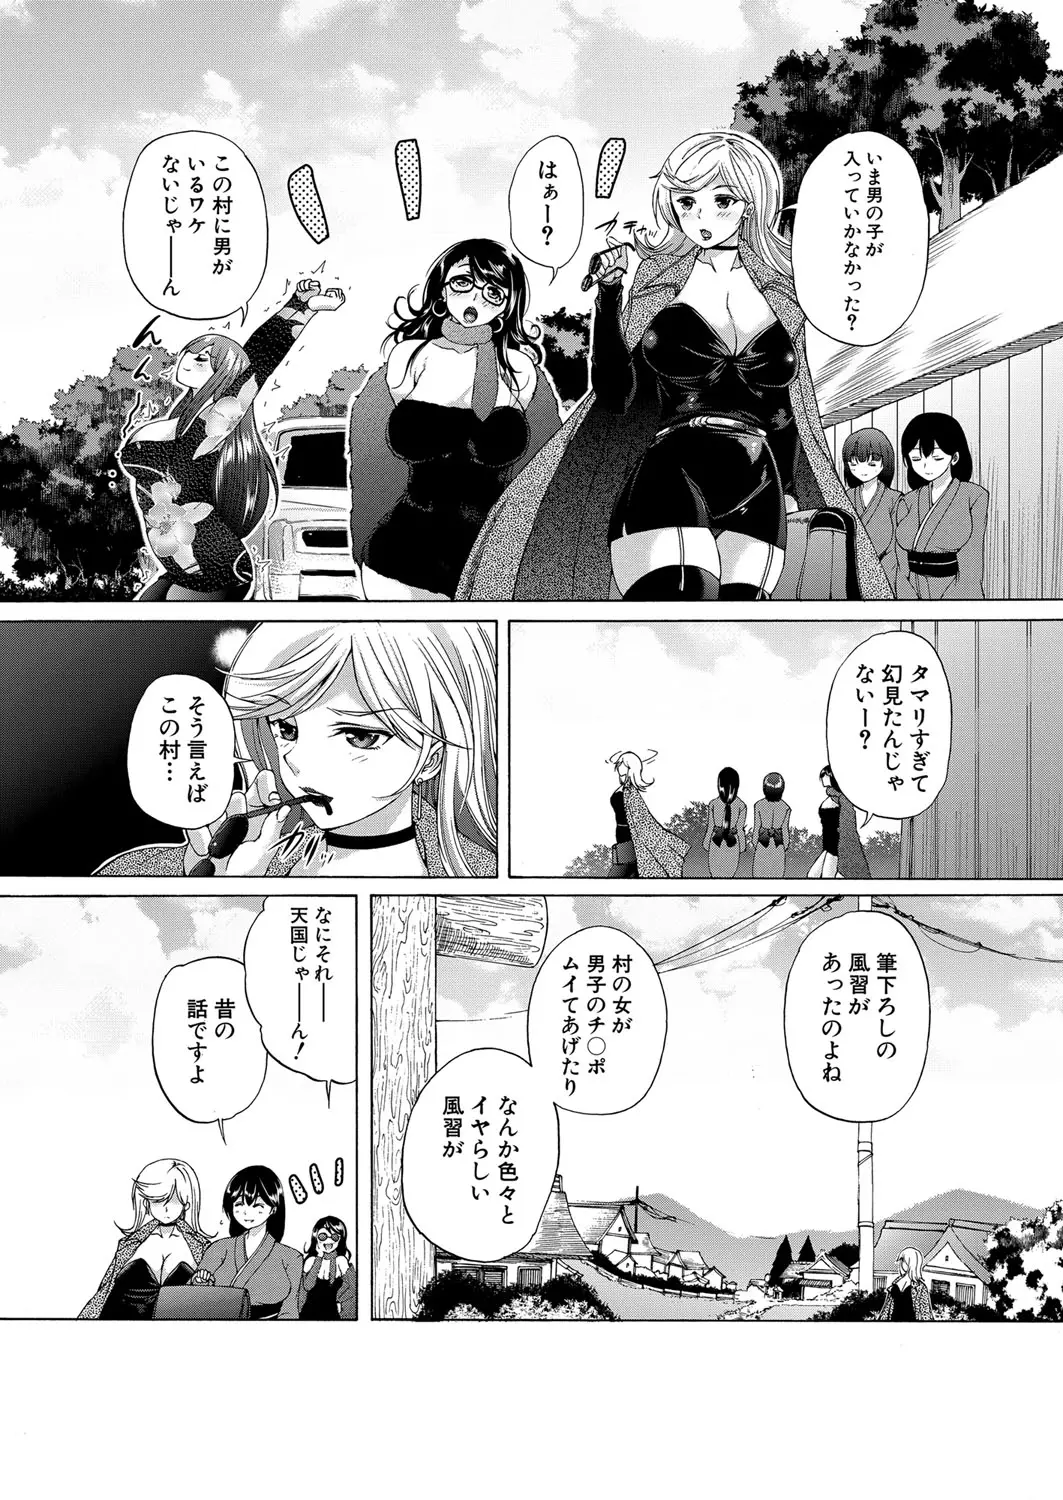 いま男の子が
入っていかなかった?
ガチャ
はぁー?
この村に男が
いるワケ
ないじゃ――ん
んーん
タマリすぎて
幻見たんじゃ
ないー?
そう言えば
この村…
ガジッ
筆下ろしの
風習が
あったのよね
村の女が
男子のチ○ポ
ムイてあげたり
なんか色々と
イヤらしい
風習が
なにそれ――
天国じゃ――ん!
昔の
話ですよ